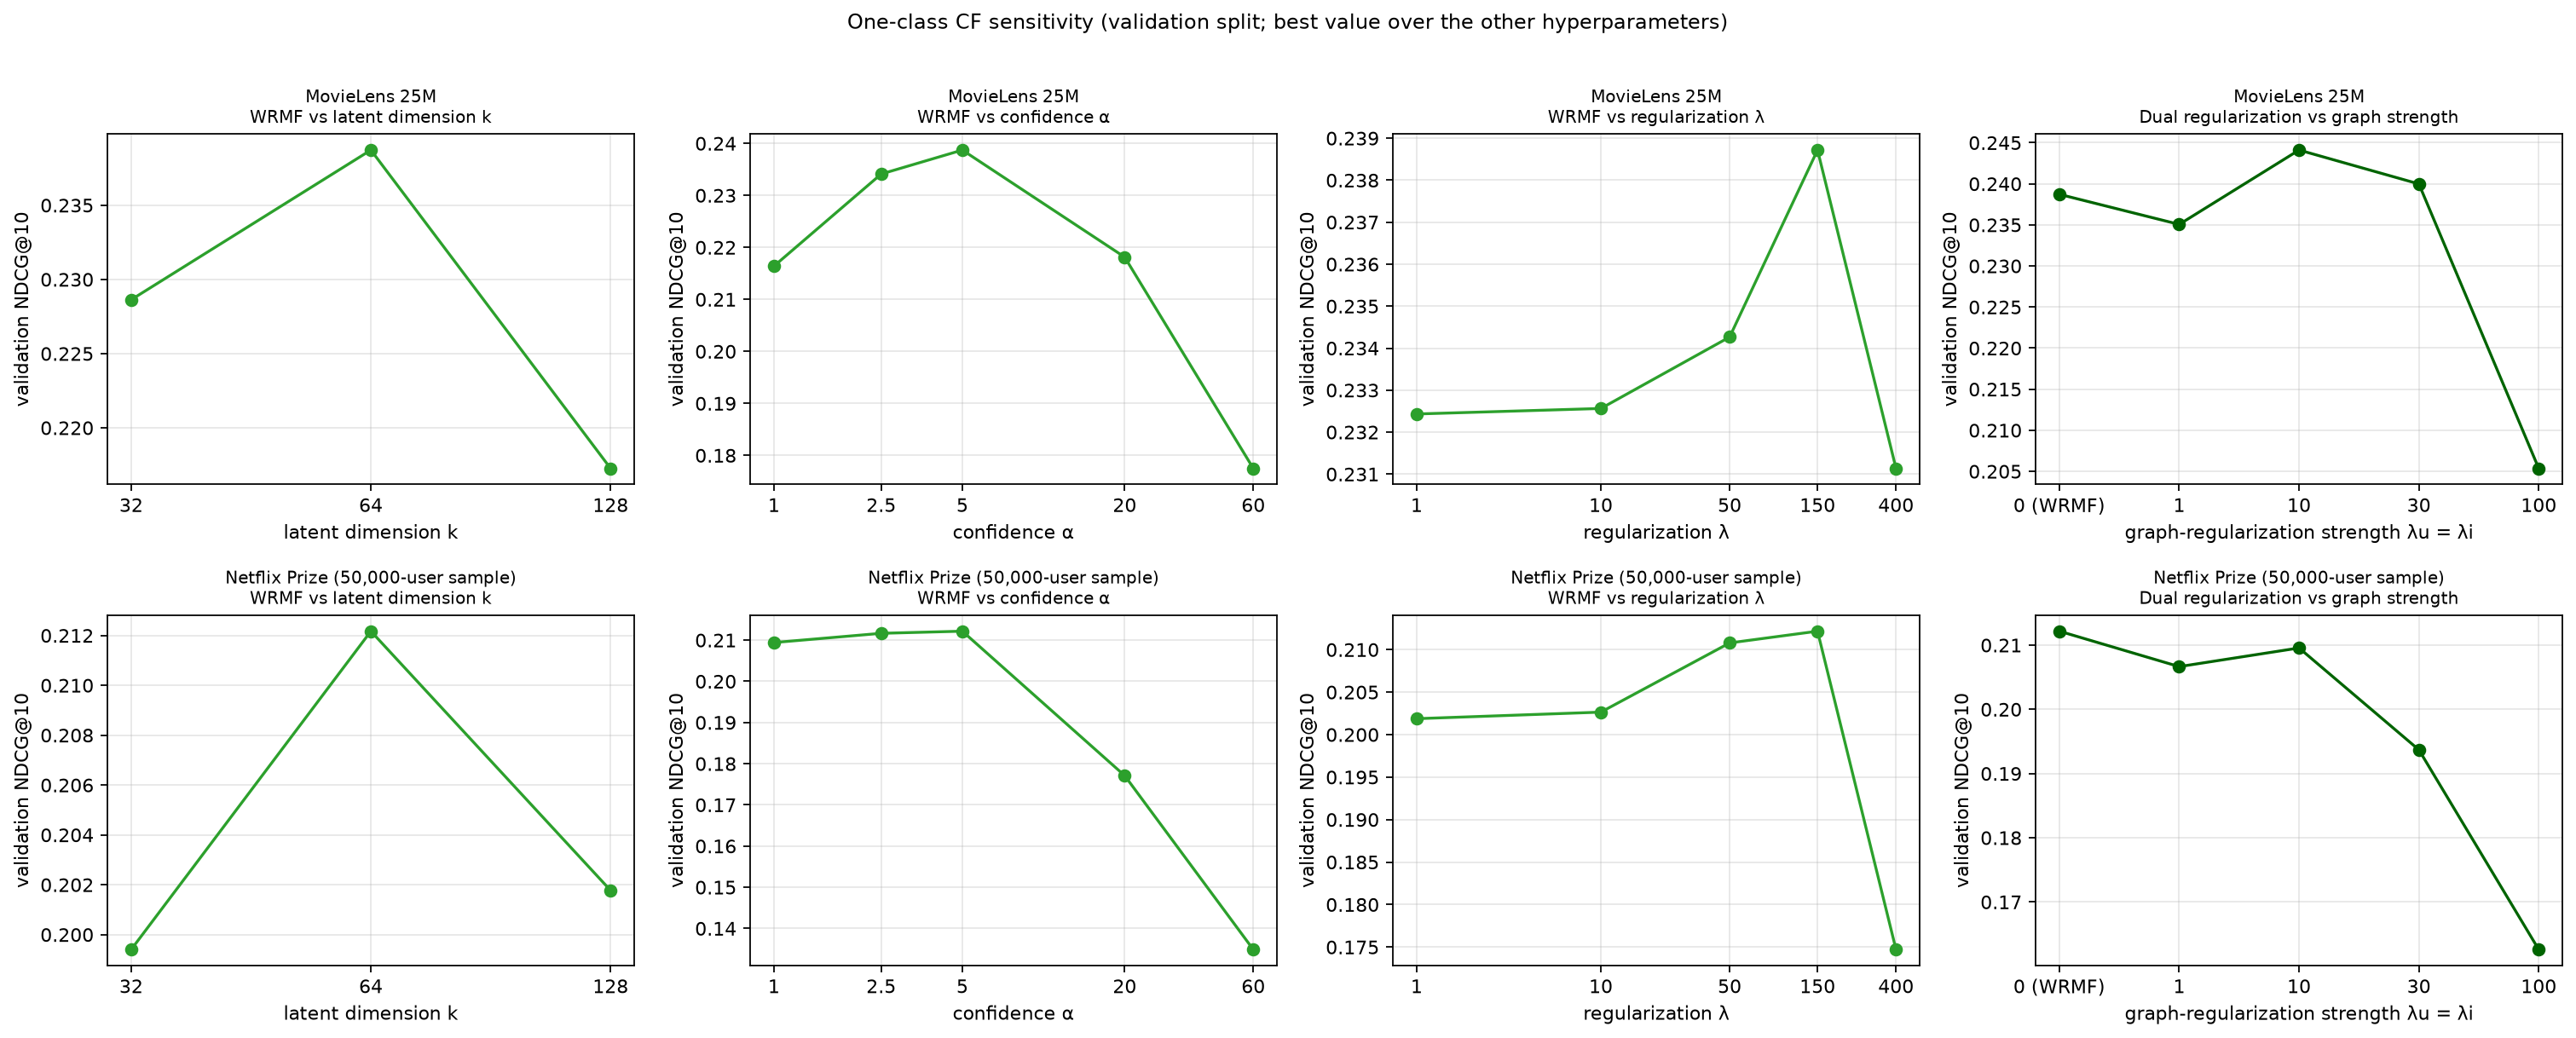 One-class CF sensitivity (validation split; best value over the other hyperparameters)
MovieLens 25M
WRMF vs latent dimension k
validation NDCG@10
0.235
0.230
0.225
0.220
32
64
128
latent dimension k
MovieLens 25M
WRMF vs confidence α
validation NDCG@10
0.24
0.23
0.22
0.21
0.20
0.19
0.18
1
2.5
5
20
60
confidence α
MovieLens 25M
WRMF vs regularization λ
validation NDCG@10
0.239
0.238
0.237
0.236
0.235
0.234
0.233
0.232
0.231
1
10
50
150
400
regularization λ
MovieLens 25M
Dual regularization vs graph strength
validation NDCG@10
0.245
0.240
0.235
0.230
0.225
0.220
0.215
0.210
0.205
0 (WRMF)
1
10
30
100
graph-regularization strength λu = λi
Netflix Prize (50,000-user sample)
WRMF vs latent dimension k
validation NDCG@10
0.212
0.210
0.208
0.206
0.204
0.202
0.200
32
64
128
latent dimension k
Netflix Prize (50,000-user sample)
WRMF vs confidence α
validation NDCG@10
0.21
0.20
0.19
0.18
0.17
0.16
0.15
0.14
1
2.5
5
20
60
confidence α
Netflix Prize (50,000-user sample)
WRMF vs regularization λ
validation NDCG@10
0.210
0.205
0.200
0.195
0.190
0.185
0.180
0.175
1
10
50
150
400
regularization λ
Netflix Prize (50,000-user sample)
Dual regularization vs graph strength
validation NDCG@10
0.21
0.20
0.19
0.18
0.17
0 (WRMF)
1
10
30
100
graph-regularization strength λu = λi